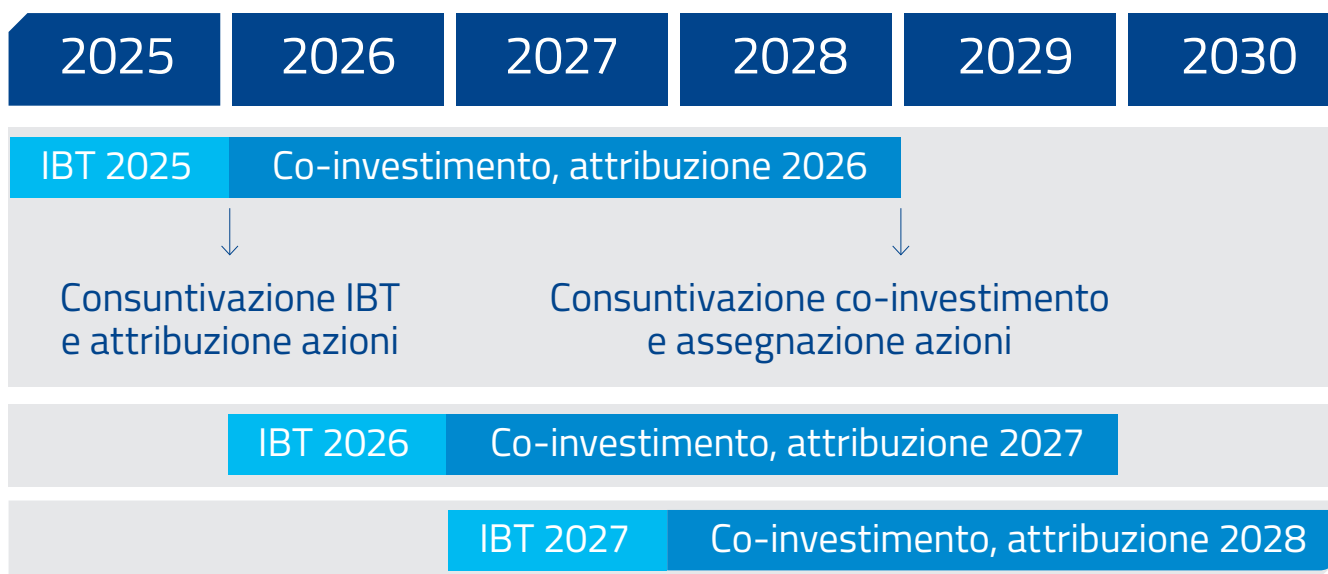 2025 2026 2027 2028 2029 2030
IBT 2025 Co-investimento, attribuzione 2026
Consuntivazione IBT
e attribuzione azioni
Consuntivazione co-investimento
e assegnazione azioni
IBT 2026 Co-investimento, attribuzione 2027
IBT 2027 Co-investimento, attribuzione 2028